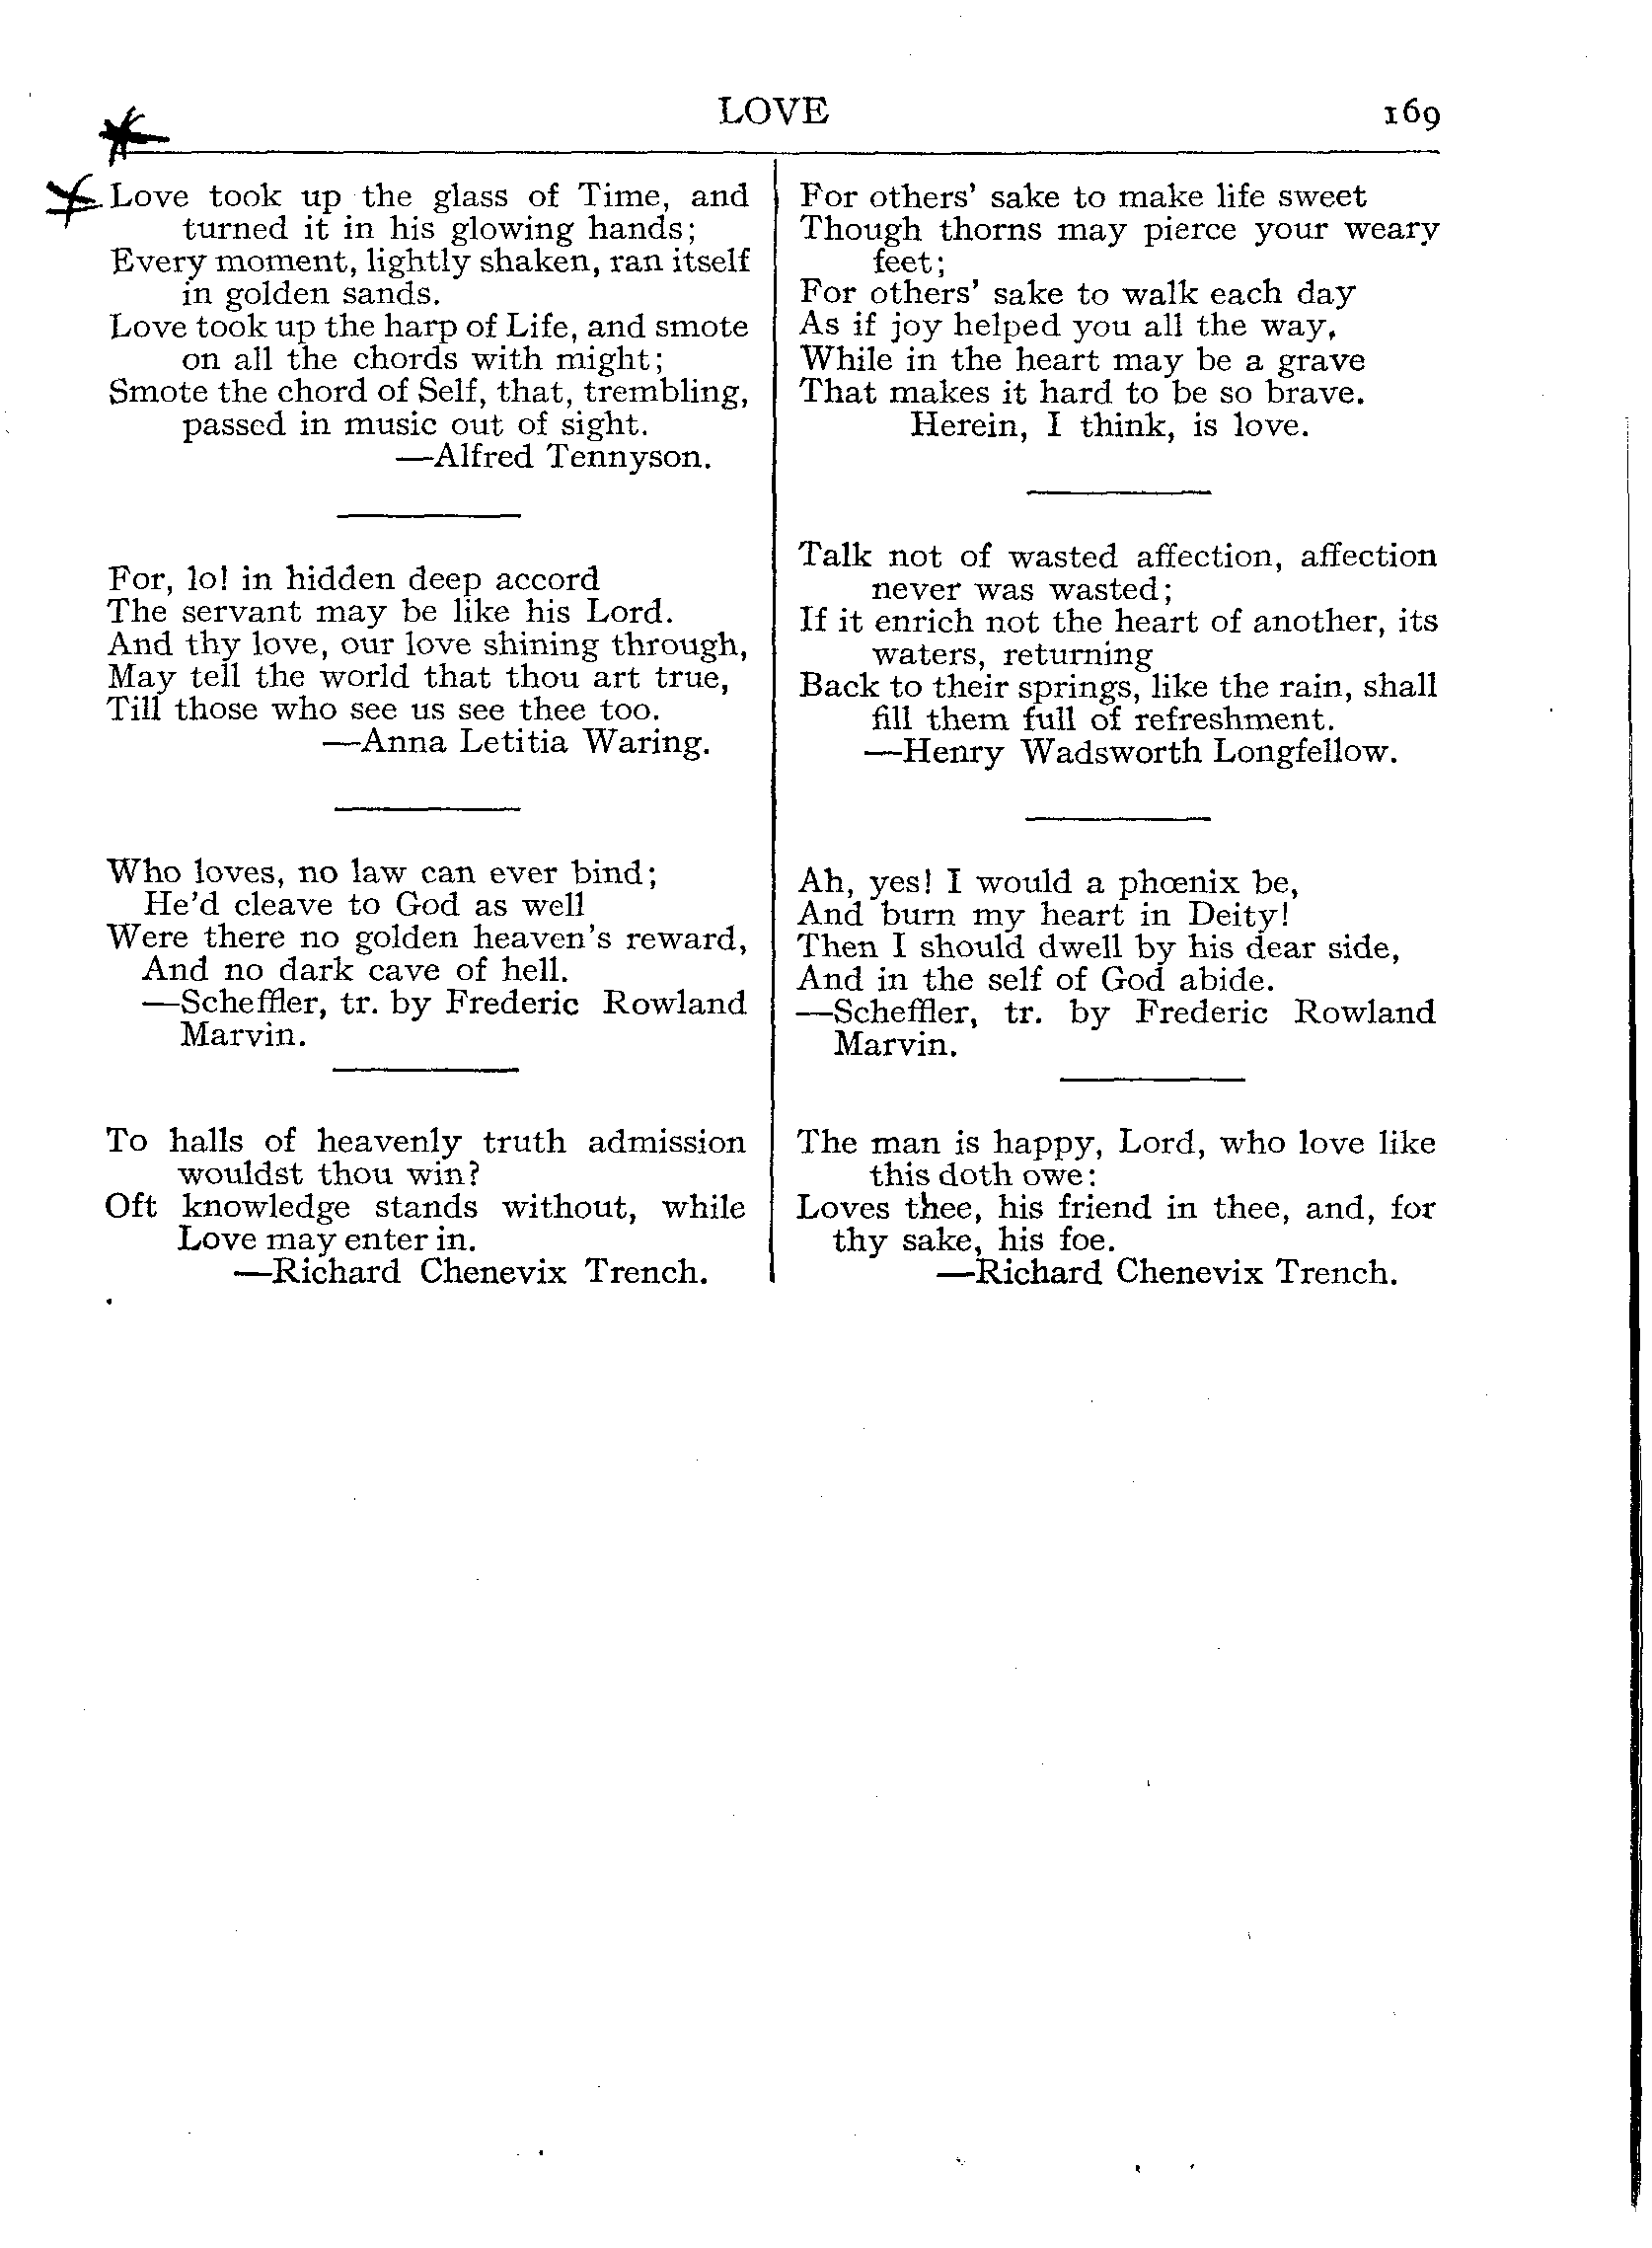 LOVE 169
Love took up the glass of Time, and
turned it in his glowing hands;
Every moment, lightly shaken, ran itself
in golden sands.
Love took up the harp of Life, and smote
on all the chords with might;
Smote the chord of Self, that, trembling,
passed in music out of sight.
—Alfred Tennyson.
For, lo! in hidden deep accord
The servant may be like his Lord.
And thy love, our love shining through,
May tell the world that thou art true,
Till those who see us see thee too.
—Anna Letitia Waring.
Who loves, no law can ever bind;
He'd cleave to God as well
Were there no golden heaven's reward,
And no dark cave of hell.
—Scheffler, tr. by Frederic Rowland
Marvin.
To halls of heavenly truth admission
wouldst thou win?
Oft knowledge stands without, while
Love may enter in.
—Richard Chenevix Trench.
For others' sake to make life sweet
Though thorns may pierce your weary
feet;
For others' sake to walk each day
As if joy helped you all the way,
While in the heart may be a grave
That makes it hard to be so brave.
Herein, I think, is love.
Talk not of wasted affection, affection
never was wasted;
If it enrich not the heart of another, its
waters, returning
Back to their springs, like the rain, shall
fill them full of refreshment.
—Henry Wadsworth Longfellow.
Ah, yes! I would a phœnix be,
And burn my heart in Deity!
Then I should dwell by his dear side,
And in the self of God abide.
—Scheffler, tr. by Frederic Rowland
Marvin.
The man is happy, Lord, who love like
this doth owe:
Loves thee, his friend in thee, and, for
thy sake, his foe.
—Richard Chenevix Trench.